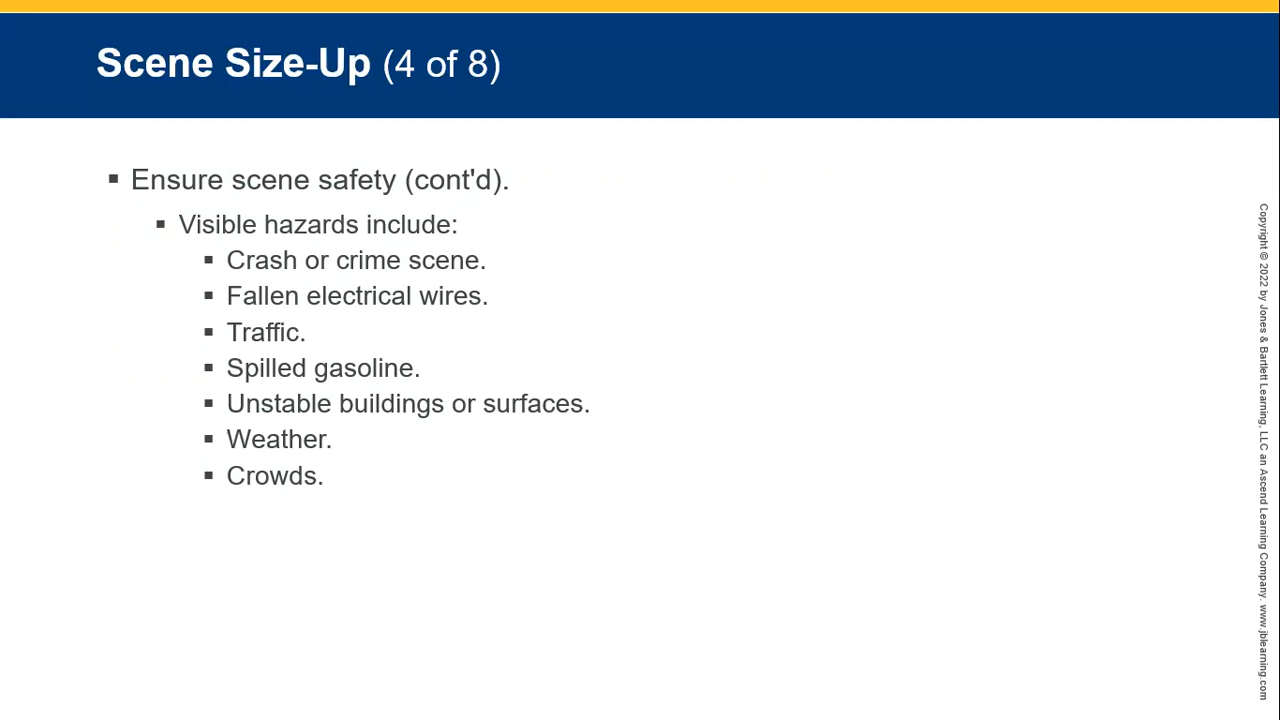 Scene Size-Up (4 of 8)
▪ Ensure scene safety (cont'd).
▪ Visible hazards include:
▪ Crash or crime scene.
▪ Fallen electrical wires.
▪ Traffic.
▪ Spilled gasoline.
▪ Unstable buildings or surfaces.
▪ Weather.
▪ Crowds.
Copyright © 2022 by Jones & Bartlett Learning, LLC an Ascend Learning Company. www.jblearning.com